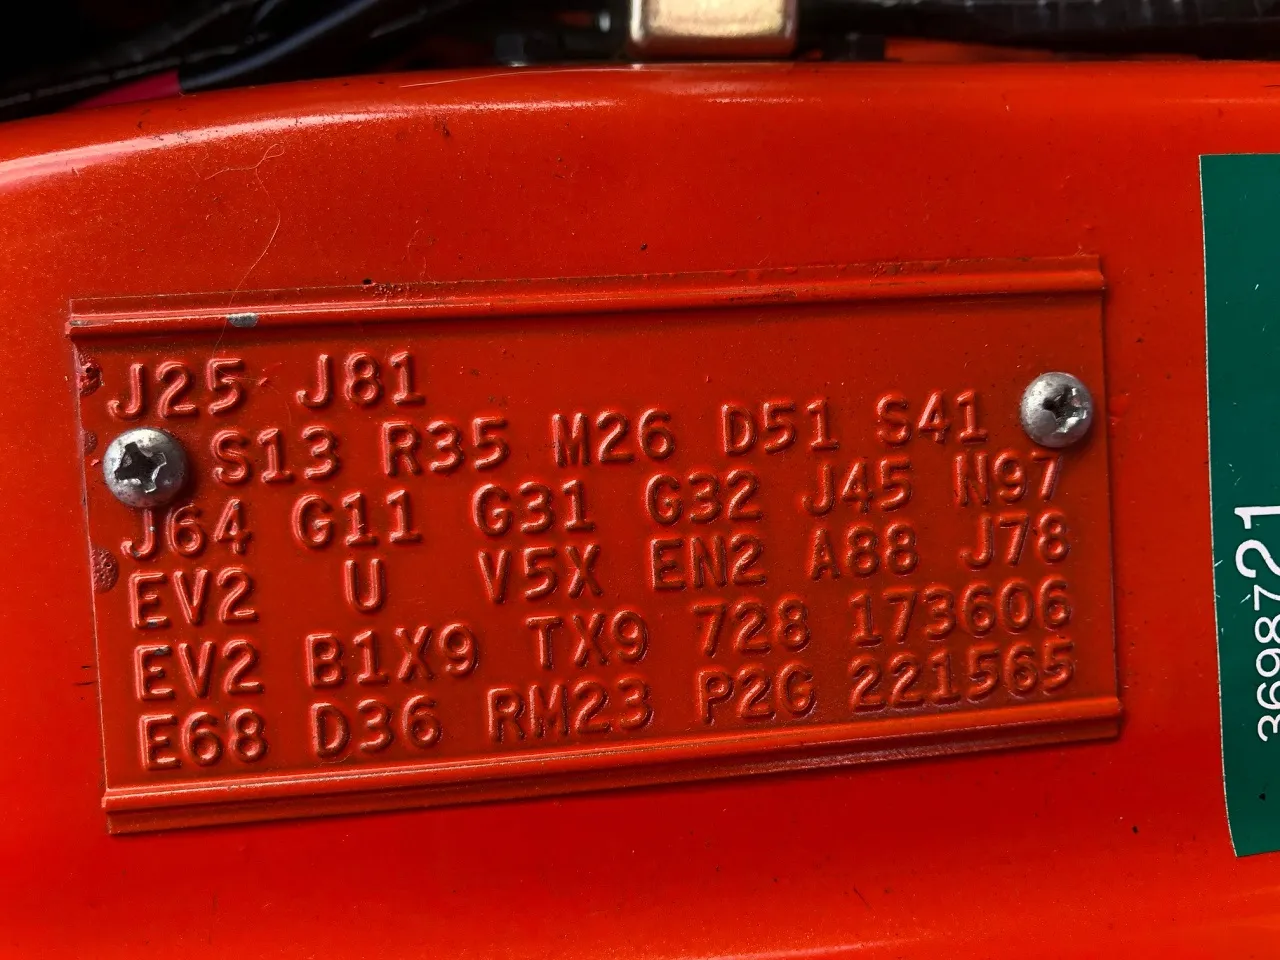 J25 J81
S13 R35 M26 D51 S41
J64 G11 G31 G32 J45 N97
EV2 U V5X EN2 A88 J78
EV2 B1X9 TX9 728 173606
E68 D36 RM23 P2G 221565
3698721